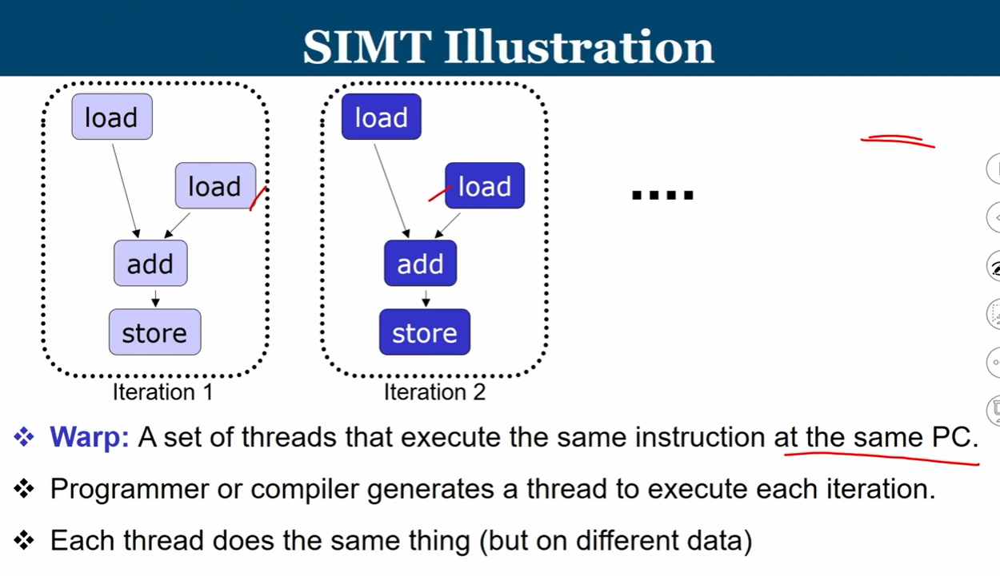 SIMT Illustration
load
load
load
load
add
add
store
store
Iteration 1
Iteration 2
Warp: A set of threads that execute the same instruction at the same PC.
Programmer or compiler generates a thread to execute each iteration.
Each thread does the same thing (but on different data)